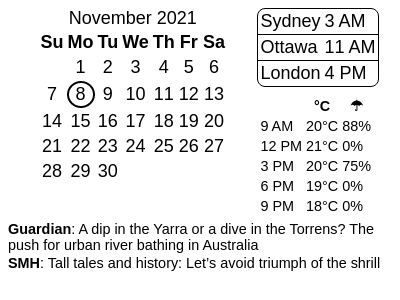 November 2021
Su Mo Tu We Th Fr Sa
1 2 3 4 5 6
7 8 9 10 11 12 13
14 15 16 17 18 19 20
21 22 23 24 25 26 27
28 29 30
Sydney 3 AM
Ottawa 11 AM
London 4 PM
°C ☂
9 AM 20°C 88%
12 PM 21°C 0%
3 PM 20°C 75%
6 PM 19°C 0%
9 PM 18°C 0%
Guardian: A dip in the Yarra or a dive in the Torrens? The
push for urban river bathing in Australia
SMH: Tall tales and history: Let’s avoid triumph of the shrill